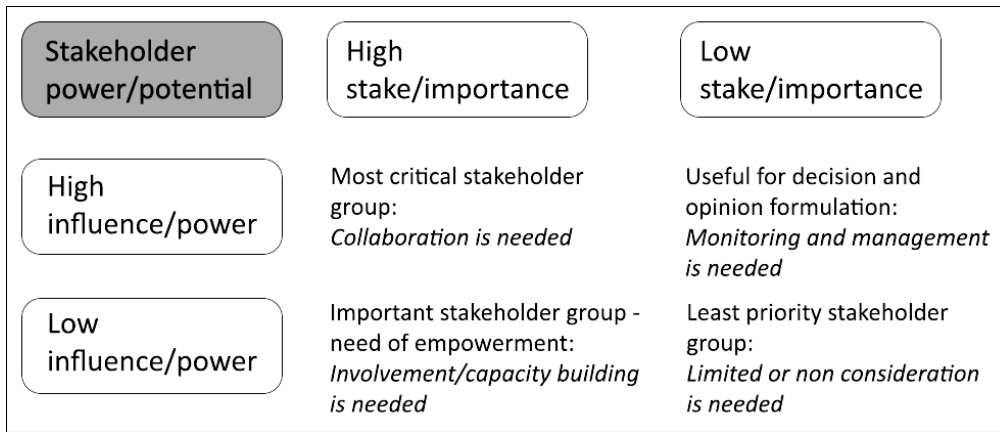 Stakeholder
power/potential
High
stake/importance
Low
stake/importance
High
influence/power
Most critical stakeholder
group:
Collaboration is needed
Useful for decision and
opinion formulation:
Monitoring and management
is needed
Low
influence/power
Important stakeholder group -
need of empowerment:
Involvement/capacity building
is needed
Least priority stakeholder
group:
Limited or non consideration
is needed